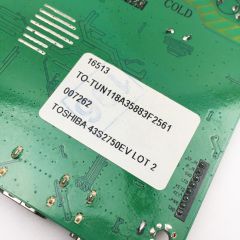 COLD
16513
TO-TUN118A35883F2561
007262
TOSHIBA 43S2750EV LOT 2